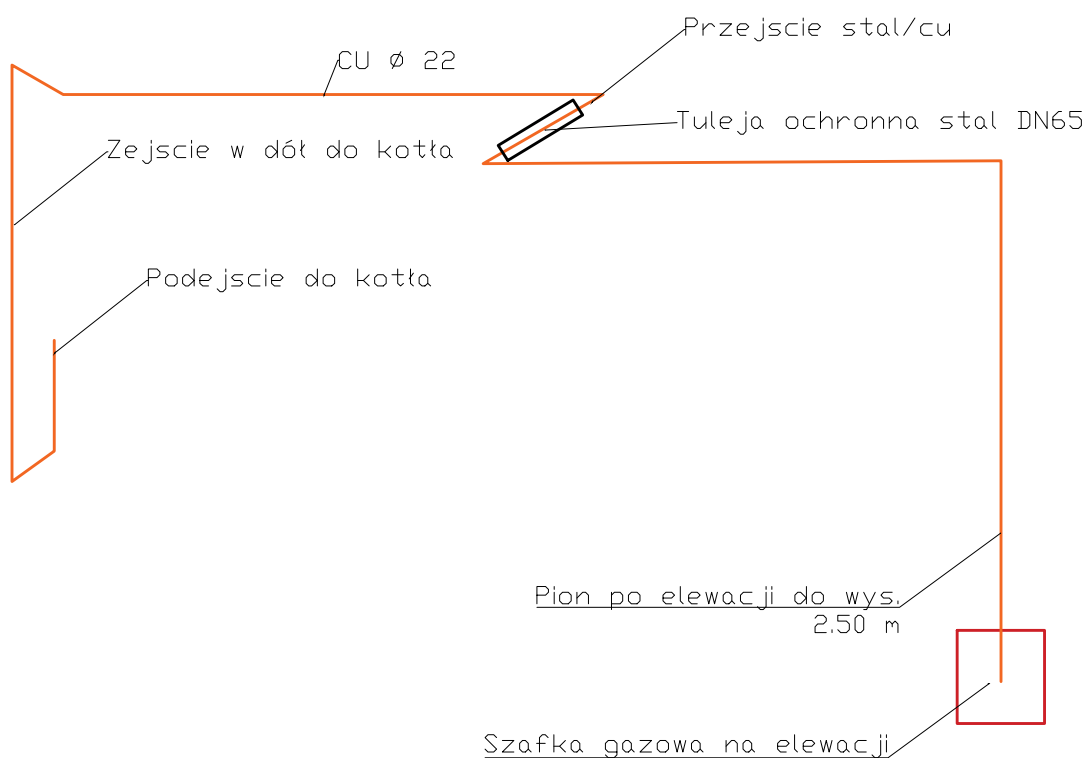 Przejscie stal/cu
CU Ø 22
Tuleja ochronna stal DN65
Zejscie w dół do kotła
Podejscie do kotła
Pion po elewacji do wys.
2.50 m
Szafka gazowa na elewacji